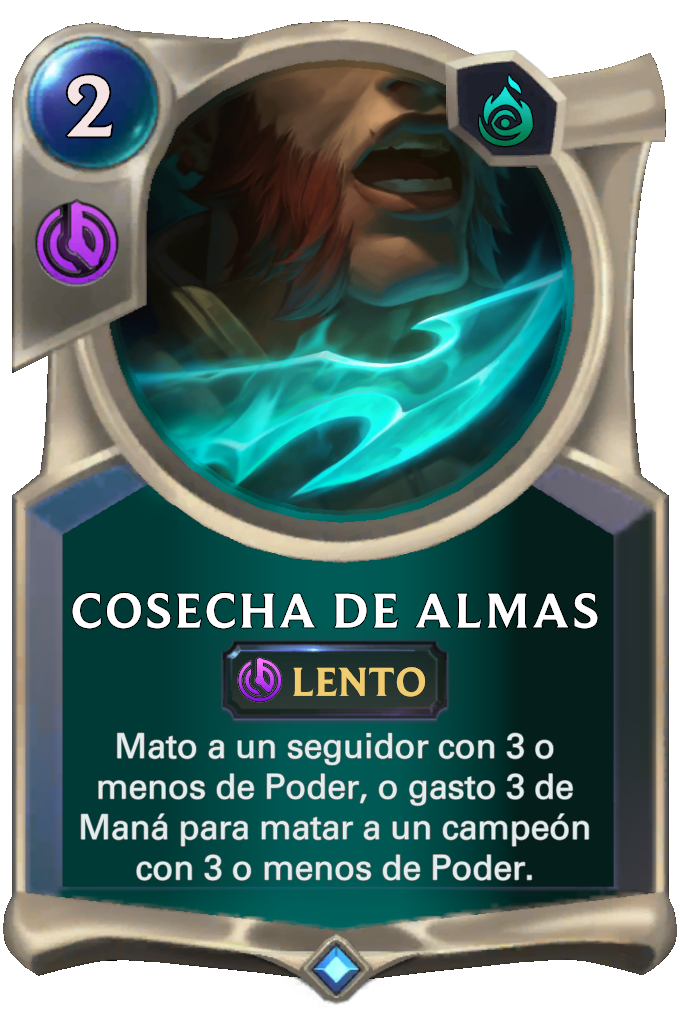 2
COSECHA DE ALMAS
LENTO
Mato a un seguidor con 3 o
menos de Poder, o gasto 3 de
Maná para matar a un campeón
con 3 o menos de Poder.